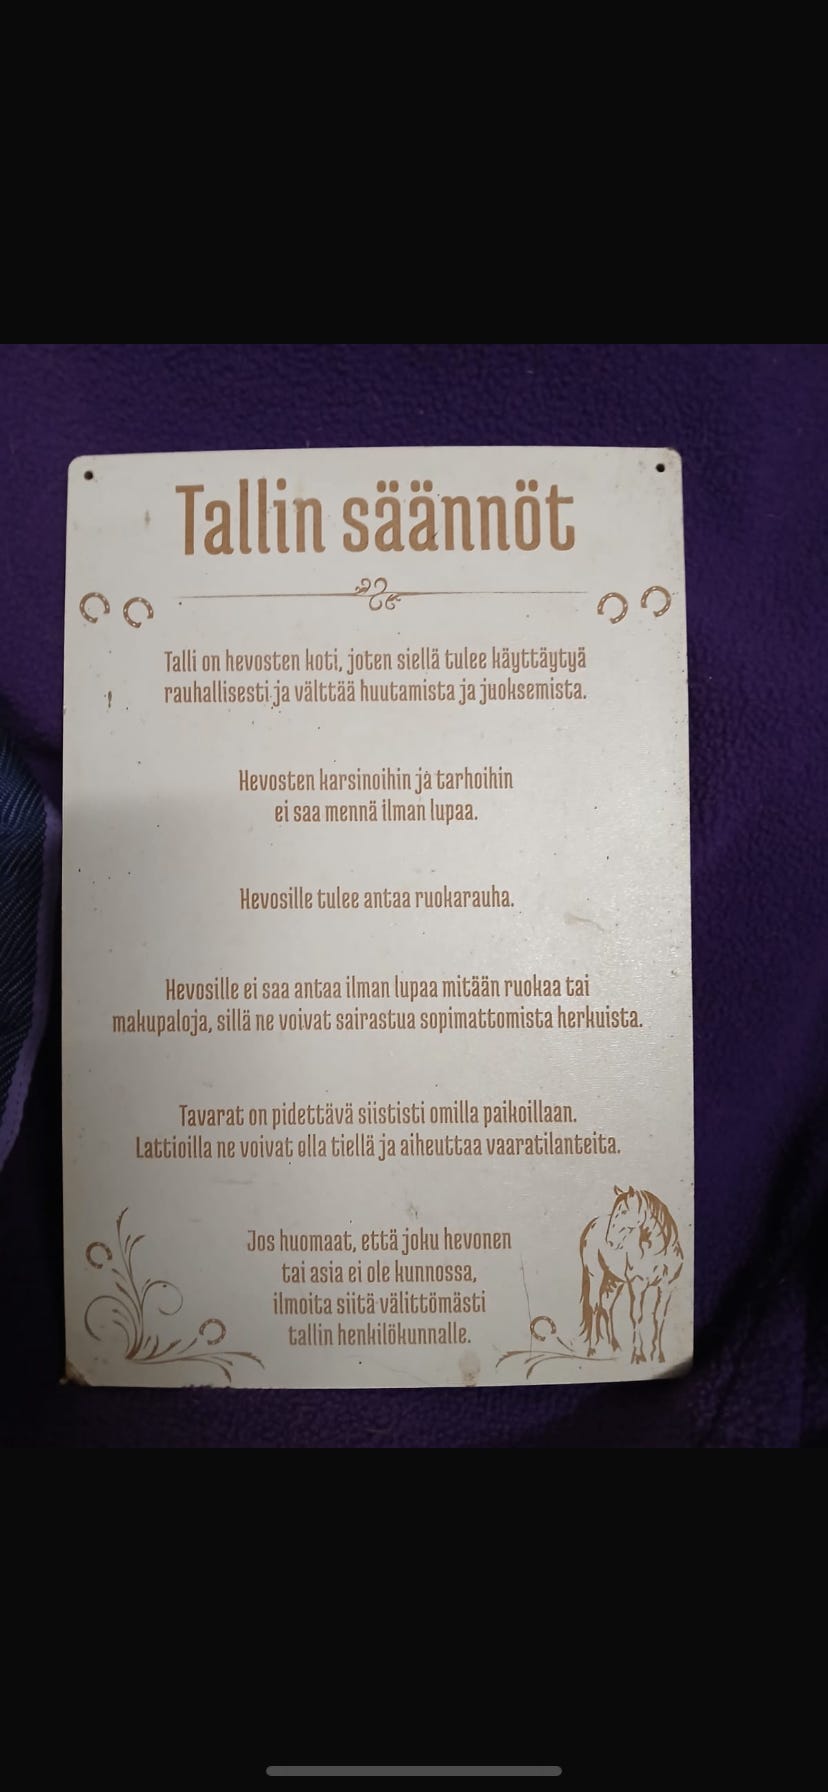 Tallin säännöt
Talli on hevosten koti, joten siellä tulee käyttäytyä
rauhallisesti ja välttää huutamista ja juoksemista.
Hevosten karsinoihin ja tarhoihin
ei saa mennä ilman lupaa.
Hevosille tulee antaa ruokarauha.
Hevosille ei saa antaa ilman lupaa mitään ruokaa tai
makupaloja, sillä ne voivat sairastua sopimattomista herkuista.
Tavarat on pidettävä siististi omilla paikoillaan.
Lattioilla ne voivat olla tiellä ja aiheuttaa vaaratilanteita.
Jos huomaat, että joku hevonen
tai asia ei ole kunnossa,
ilmoita siitä välittömästi
tallin henkilökunnalle.